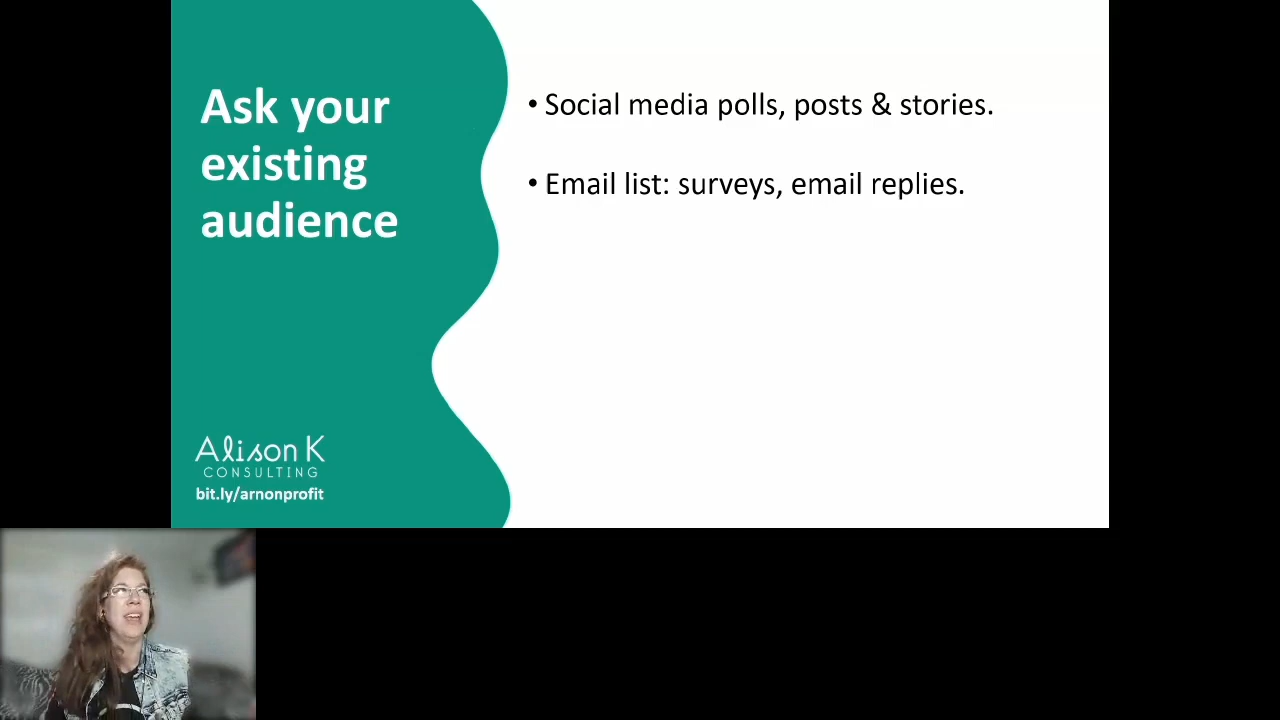 Ask your
existing
audience
• Social media polls, posts & stories.
• Email list: surveys, email replies.
Alison K
CONSULTING
bit.ly/arnonprofit